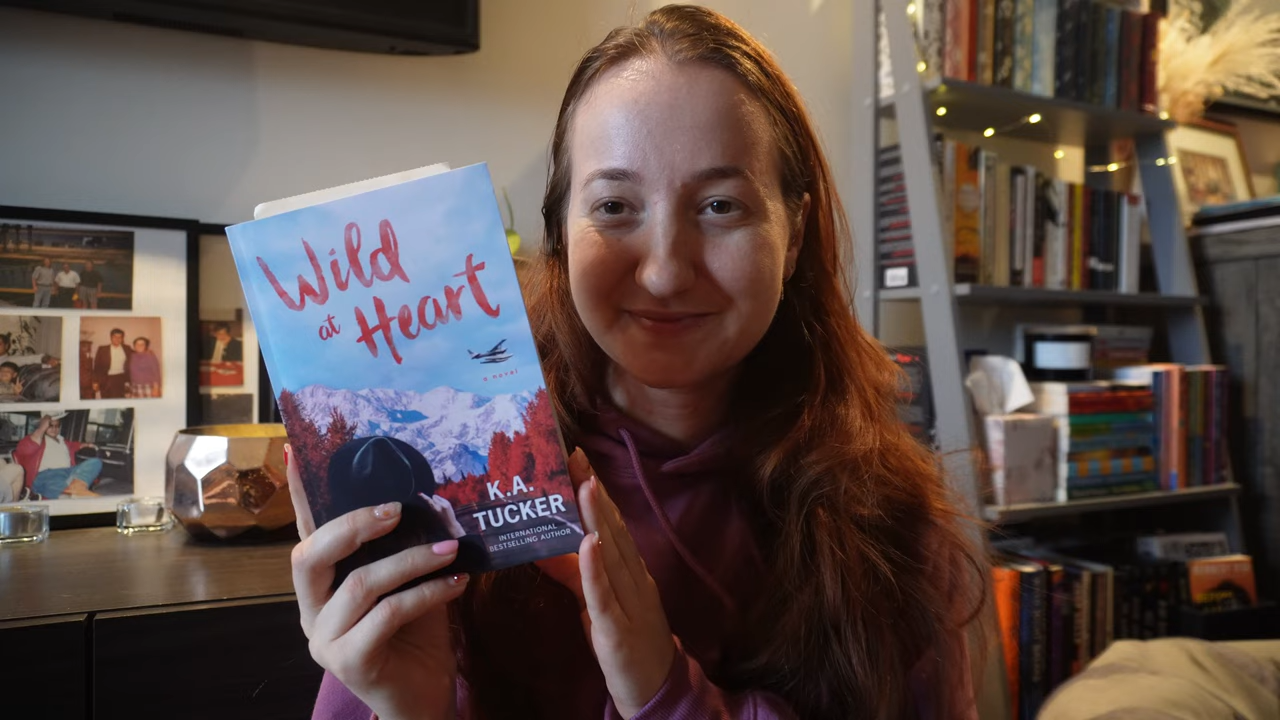 Wild
at Heart
a novel
K.A.
TUCKER
INTERNATIONAL
BESTSELLING AUTHOR